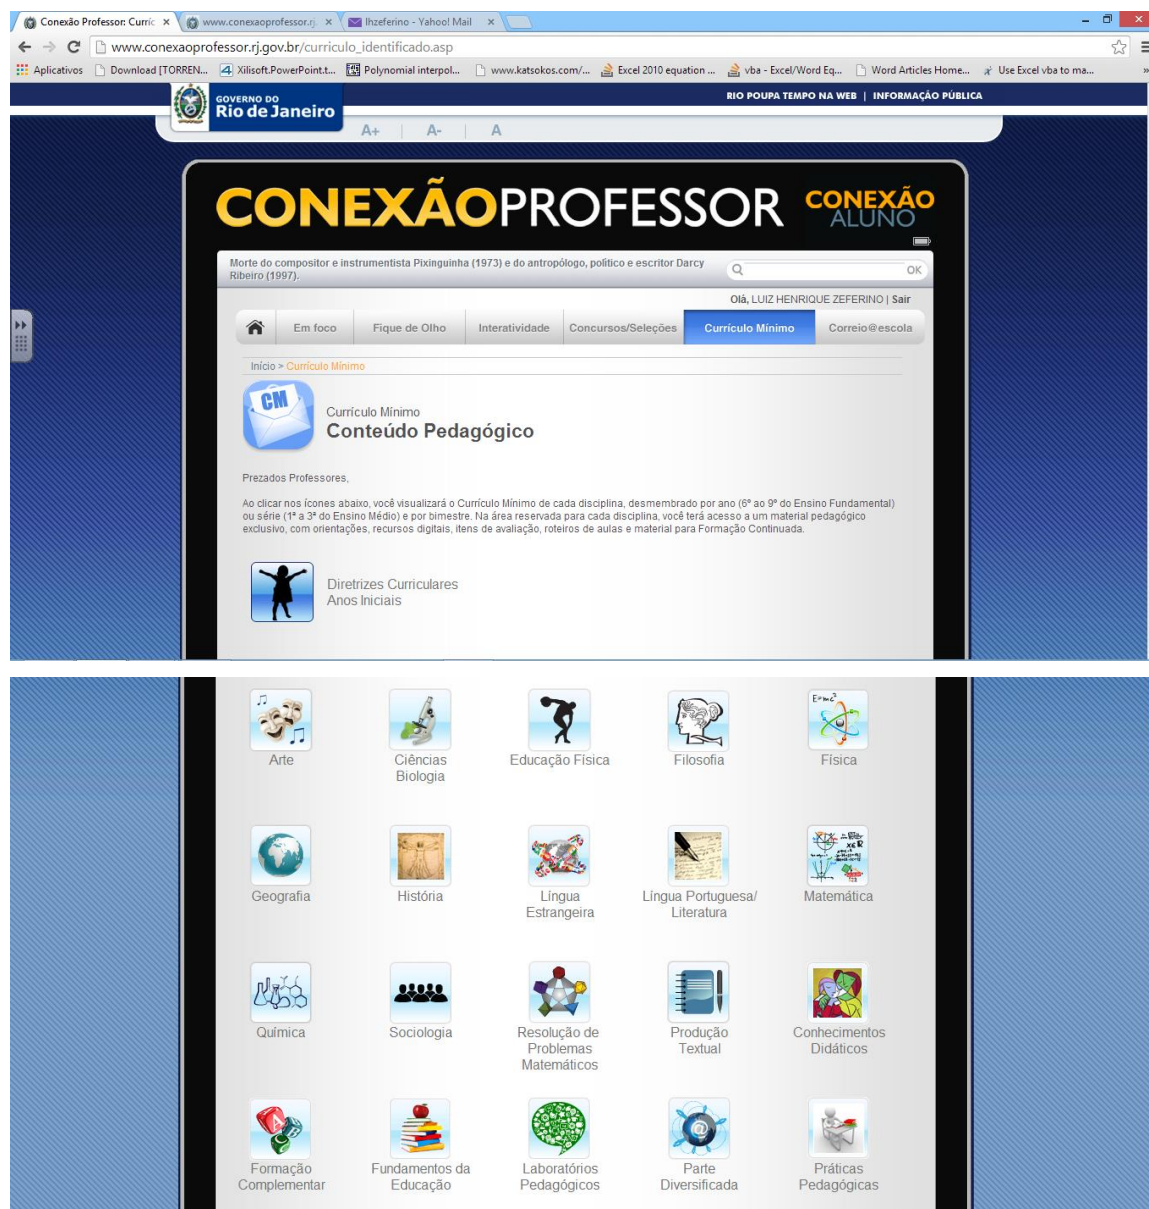 Conexão Professor: Curríc
www.conexaoprofessor.rj.
lhzeferino - Yahoo! Mail
www.conexaoprofessor.rj.gov.br/curriculo_identificado.asp
Aplicativos
Download [TORREN...
Xilisoft.PowerPoint.t...
Polynomial interpol...
www.katsokos.com/...
Excel 2010 equation ...
vba - Excel/Word Eq...
Word Articles Home...
Use Excel vba to ma...
GOVERNO DO
Rio de Janeiro
RIO POUPA TEMPO NA WEB | INFORMAÇÃO PÚBLICA
A+ | A- | A
CONEXÃOPROFESSOR
CONEXÃO
ALUNO
Morte do compositor e instrumentista Pixinguinha (1973) e do antropólogo, político e escritor Darcy
Ribeiro (1997).
OK
Olá, LUIZ HENRIQUE ZEFERINO | Sair
Em foco
Fique de Olho
Interatividade
Concursos/Seleções
Currículo Mínimo
Correio@escola
Início > Currículo Mínimo
CM
Currículo Mínimo
Conteúdo Pedagógico
Prezados Professores,
Ao clicar nos ícones abaixo, você visualizará o Currículo Mínimo de cada disciplina, desmembrado por ano (6º ao 9º do Ensino Fundamental)
ou série (1ª a 3ª do Ensino Médio) e por bimestre. Na área reservada para cada disciplina, você terá acesso a um material pedagógico
exclusivo, com orientações, recursos digitais, itens de avaliação, roteiros de aulas e material para Formação Continuada.
Diretrizes Curriculares
Anos Iniciais
E=mc²
Arte
Ciências
Biologia
Educação Física
Filosofia
Física
Geografia
História
Língua
Estrangeira
Língua Portuguesa/
Literatura
Matemática
Química
Sociologia
Resolução de
Problemas
Matemáticos
Produção
Textual
Conhecimentos
Didáticos
Formação
Complementar
Fundamentos da
Educação
Laboratórios
Pedagógicos
Parte
Diversificada
Práticas
Pedagógicas